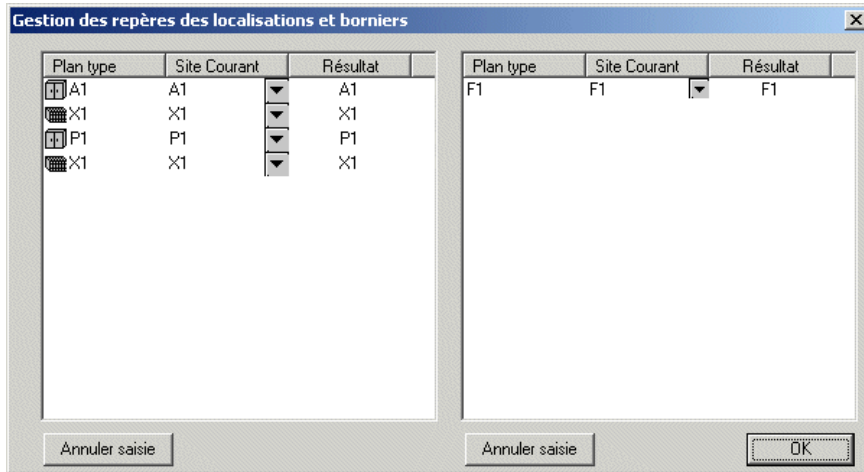 Gestion des repères des localisations et borniers
Plan type Site Courant Résultat
A1 A1 A1
X1 X1 X1
P1 P1 P1
X1 X1 X1
Annuler saisie
Plan type Site Courant Résultat
F1 F1 F1
Annuler saisie
OK